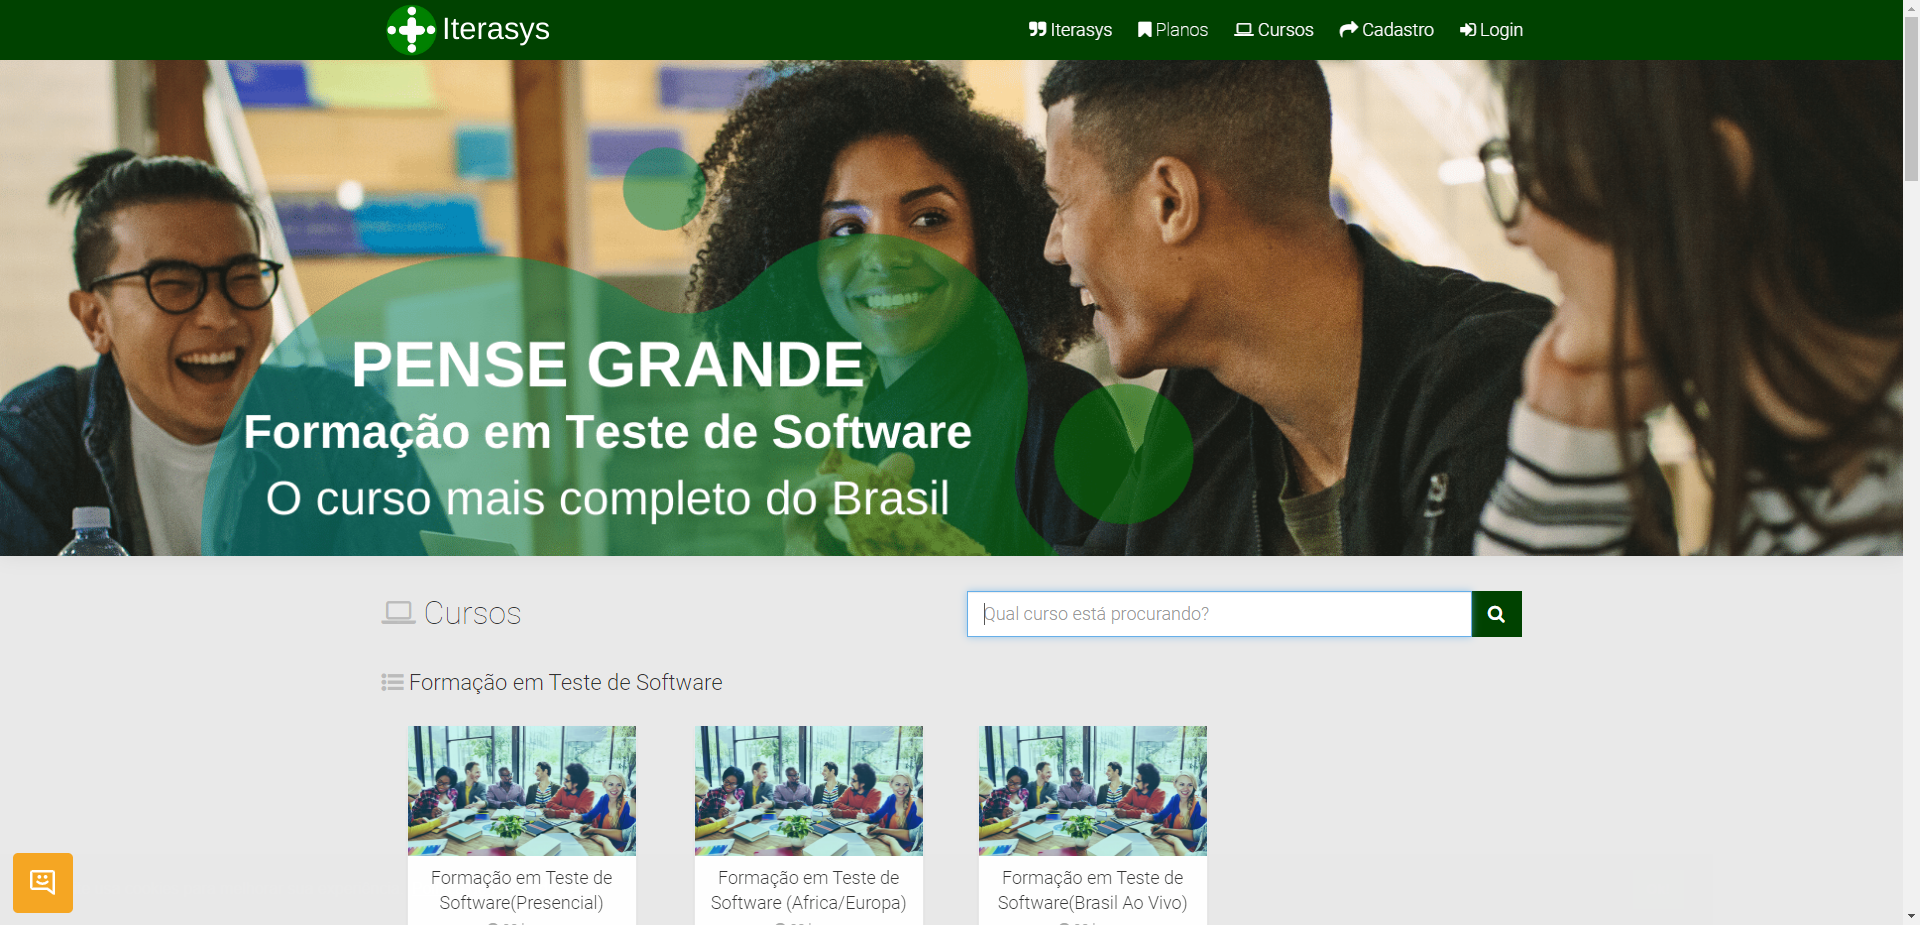 Iterasys
Iterasys Planos Cursos Cadastro Login
PENSE GRANDE
Formação em Teste de Software
O curso mais completo do Brasil
Cursos
Qual curso está procurando?
Formação em Teste de Software
Formação em Teste de
Software(Presencial)
Formação em Teste de
Software (Africa/Europa)
Formação em Teste de
Software(Brasil Ao Vivo)